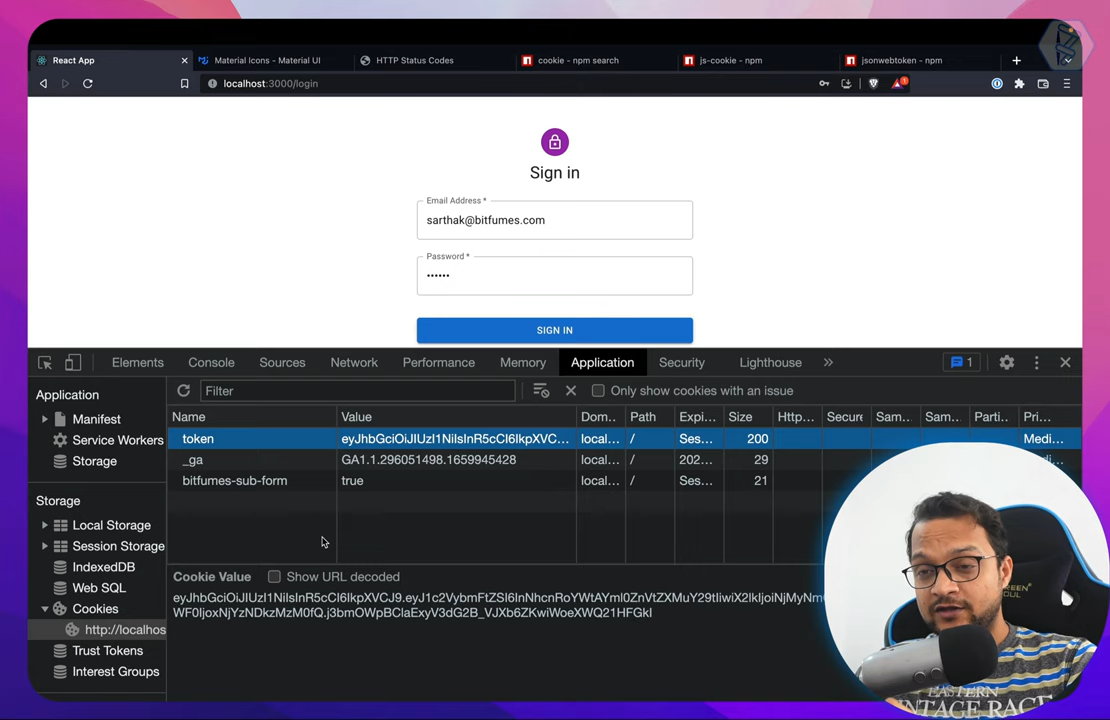 React App
Material Icons - Material UI
HTTP Status Codes
cookie - npm search
js-cookie - npm
jsonwebtoken - npm
localhost:3000/login
1
Sign in
Email Address *
sarthak@bitfumes.com
Password *
••••••
SIGN IN
Elements
Console
Sources
Network
Performance
Memory
Application
Security
Lighthouse
1
Application
Manifest
Service Workers
Storage
Storage
Local Storage
Session Storage
IndexedDB
Web SQL
Cookies
http://localhos
Trust Tokens
Interest Groups
Filter
Only show cookies with an issue
Name Value Dom... Path Expi... Size Http... Secure Sam... Sam... Parti... Pri...
token eyJhbGciOiJIUzI1NiIsInR5cCI6IkpXVC... local... / Ses... 200 Medi...
_ga GA1.1.296051498.1659945428 local... / 202... 29
bitfumes-sub-form true local... / Ses... 21
Cookie Value Show URL decoded
EASTERN
VINTAGE RACE